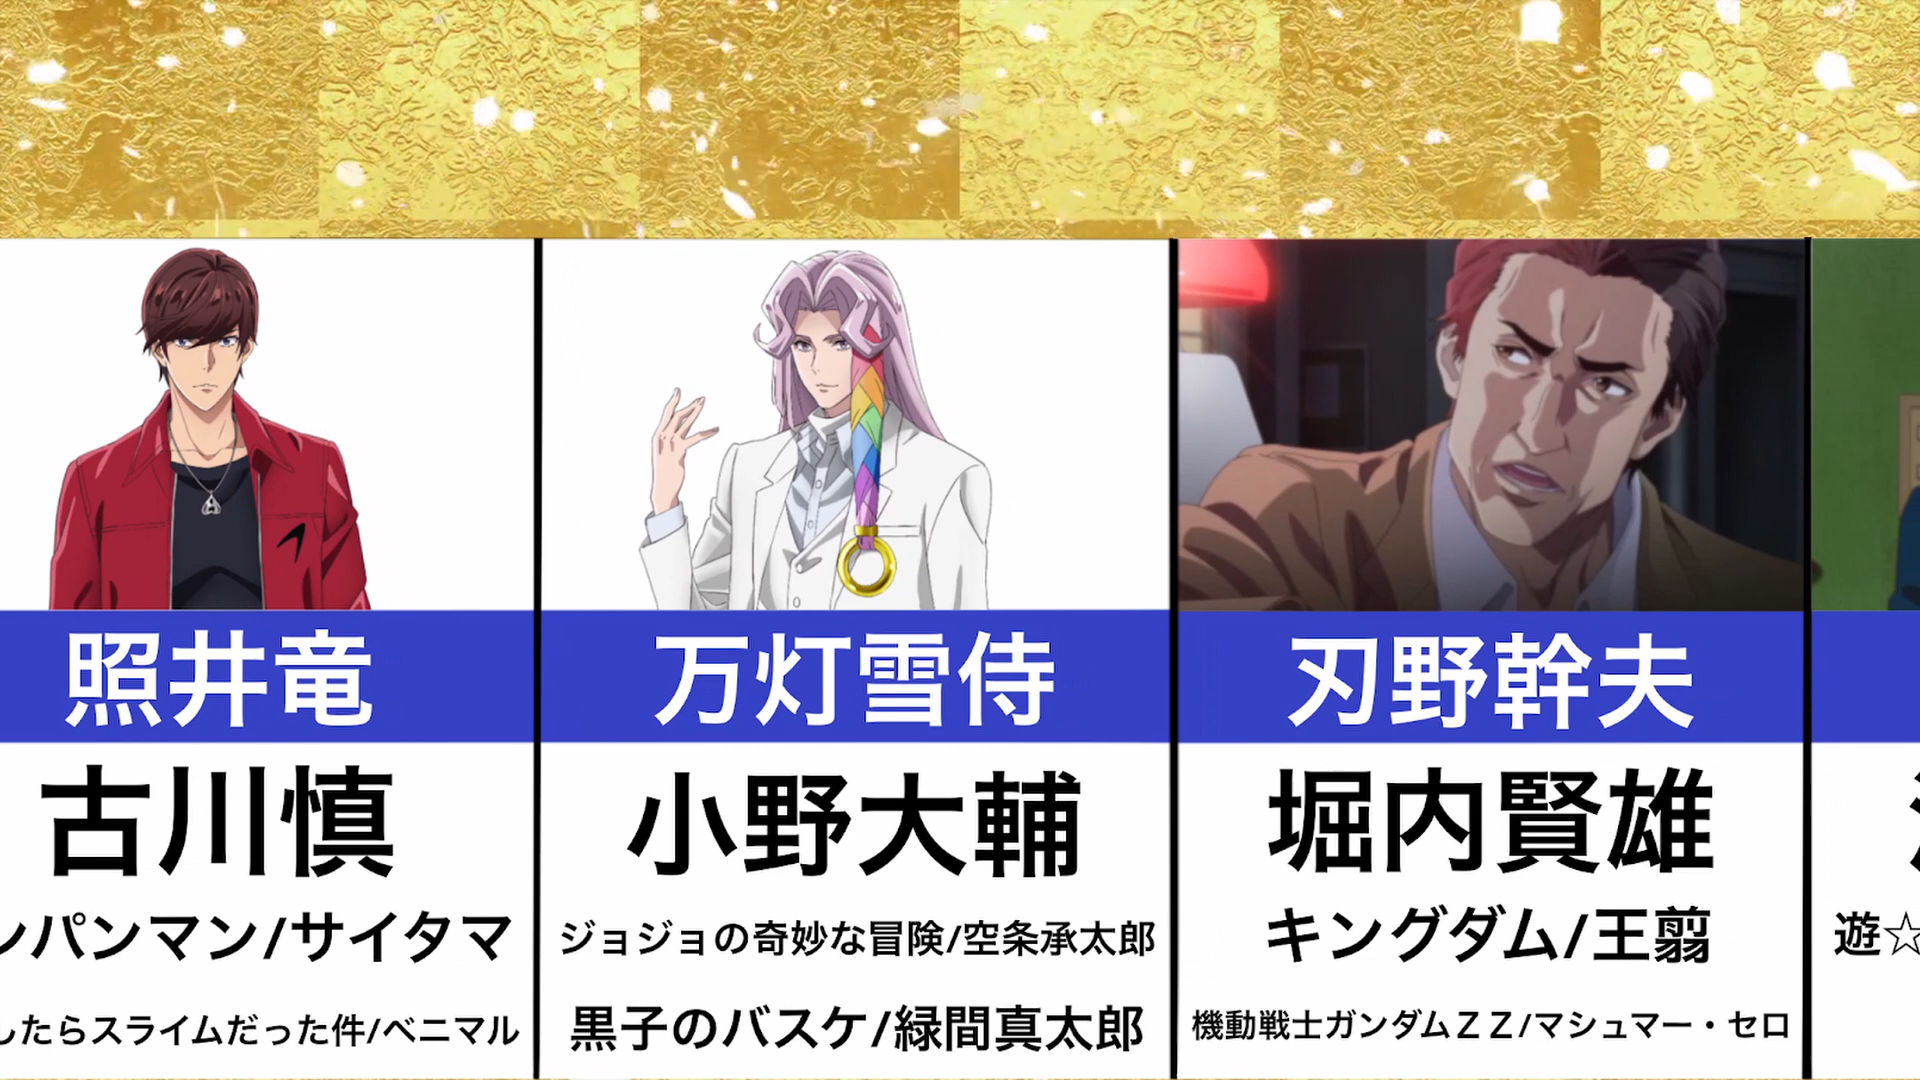 照井竜
古川慎
ンパンマン/サイタマ
したらスライムだった件/ベニマル
万灯雪侍
小野大輔
ジョジョの奇妙な冒険/空条承太郎
黒子のバスケ/緑間真太郎
刃野幹夫
堀内賢雄
キングダム/王翦
機動戦士ガンダムZZ/マシュマー・セロ
遊☆